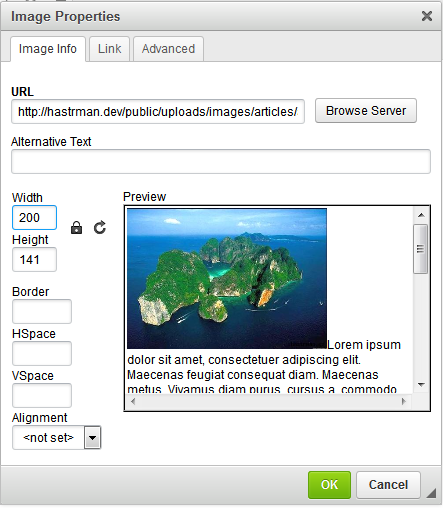 Image Properties
Image Info
Link
Advanced
URL
http://hastrman.dev/public/uploads/images/articles/
Browse Server
Alternative Text
Width
200
Height
141
Preview
Lorem ipsum
dolor sit amet, consectetuer adipiscing elit.
Maecenas feugiat consequat diam. Maecenas
metus. Vivamus diam purus, cursus a, commodo
Border
HSpace
VSpace
Alignment
<not set>
OK
Cancel